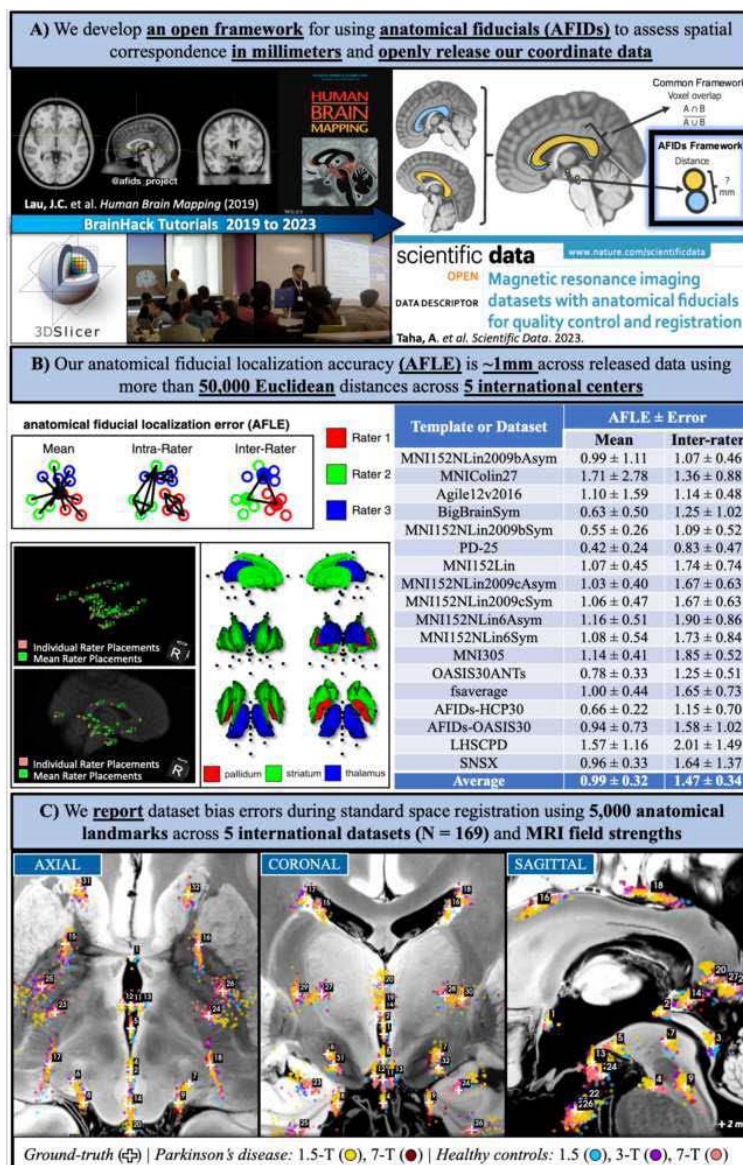 A) We develop an open framework for using anatomical fiducials (AFIDs) to assess spatial
correspondence in millimeters and openly release our coordinate data
@afids_project
Lau, J.C. et al. Human Brain Mapping (2019)
HUMAN
BRAIN
MAPPING
BrainHack Tutorials 2019 to 2023
3DSlicer
Common Framework
Voxel overlap
A ∩ B
A ∪ B
AFIDs Framework
Distance
?
mm
scientific data
www.nature.com/scientificdata
OPEN
DATA DESCRIPTOR
Magnetic resonance imaging
datasets with anatomical fiducials
for quality control and registration
Taha, A. et al. Scientific Data. 2023.
B) Our anatomical fiducial localization accuracy (AFLE) is ~1mm across released data using
more than 50,000 Euclidean distances across 5 international centers
anatomical fiducial localization error (AFLE)
Mean Intra-Rater Inter-Rater
Rater 1
Rater 2
Rater 3
Individual Rater Placements
Mean Rater Placements
R
Individual Rater Placements
Mean Rater Placements
R
pallidum striatum thalamus
Template or Dataset AFLE ± Error
Mean Inter-rater
MNI152NLin2009bAsym 0.99 ± 1.11 1.07 ± 0.46
MNIColin27 1.71 ± 2.78 1.36 ± 0.88
Agile12v2016 1.10 ± 1.59 1.14 ± 0.48
BigBrainSym 0.63 ± 0.50 1.25 ± 1.02
MNI152NLin2009bSym 0.55 ± 0.26 1.09 ± 0.52
PD-25 0.42 ± 0.24 0.83 ± 0.47
MNI152Lin 1.07 ± 0.45 1.74 ± 0.74
MNI152NLin2009cAsym 1.03 ± 0.40 1.67 ± 0.63
MNI152NLin2009cSym 1.06 ± 0.47 1.67 ± 0.63
MNI152NLin6Asym 1.16 ± 0.51 1.90 ± 0.86
MNI152NLin6Sym 1.08 ± 0.54 1.73 ± 0.84
MNI305 1.14 ± 0.41 1.85 ± 0.52
OASIS30ANTs 0.78 ± 0.33 1.25 ± 0.51
fsaverage 1.00 ± 0.44 1.65 ± 0.73
AFIDs-HCP30 0.66 ± 0.22 1.15 ± 0.70
AFIDs-OASIS30 0.94 ± 0.73 1.58 ± 1.02
LHSCPD 1.57 ± 1.16 2.01 ± 1.49
SNSX 0.96 ± 0.33 1.64 ± 1.37
Average 0.99 ± 0.32 1.47 ± 0.34
C) We report dataset bias errors during standard space registration using 5,000 anatomical
landmarks across 5 international datasets (N = 169) and MRI field strengths
AXIAL
CORONAL
SAGITTAL
Ground-truth | Parkinson's disease: 1.5-T ( ), 7-T ( ) | Healthy controls: 1.5 ( ), 3-T ( ), 7-T ( )